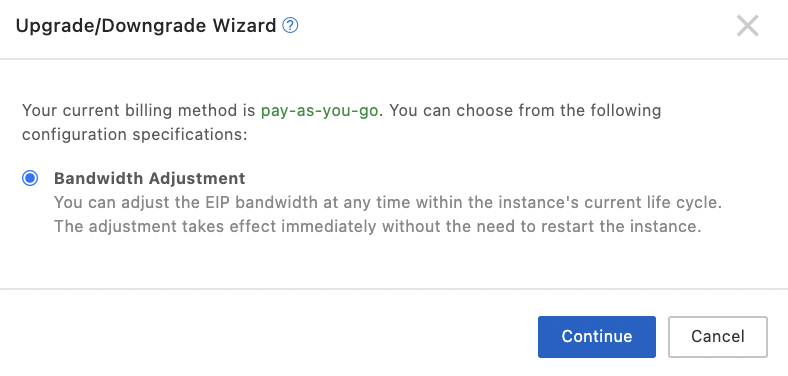 Upgrade/Downgrade Wizard ?
Your current billing method is pay-as-you-go. You can choose from the following
configuration specifications:
Bandwidth Adjustment
You can adjust the EIP bandwidth at any time within the instance's current life cycle.
The adjustment takes effect immediately without the need to restart the instance.
Continue Cancel